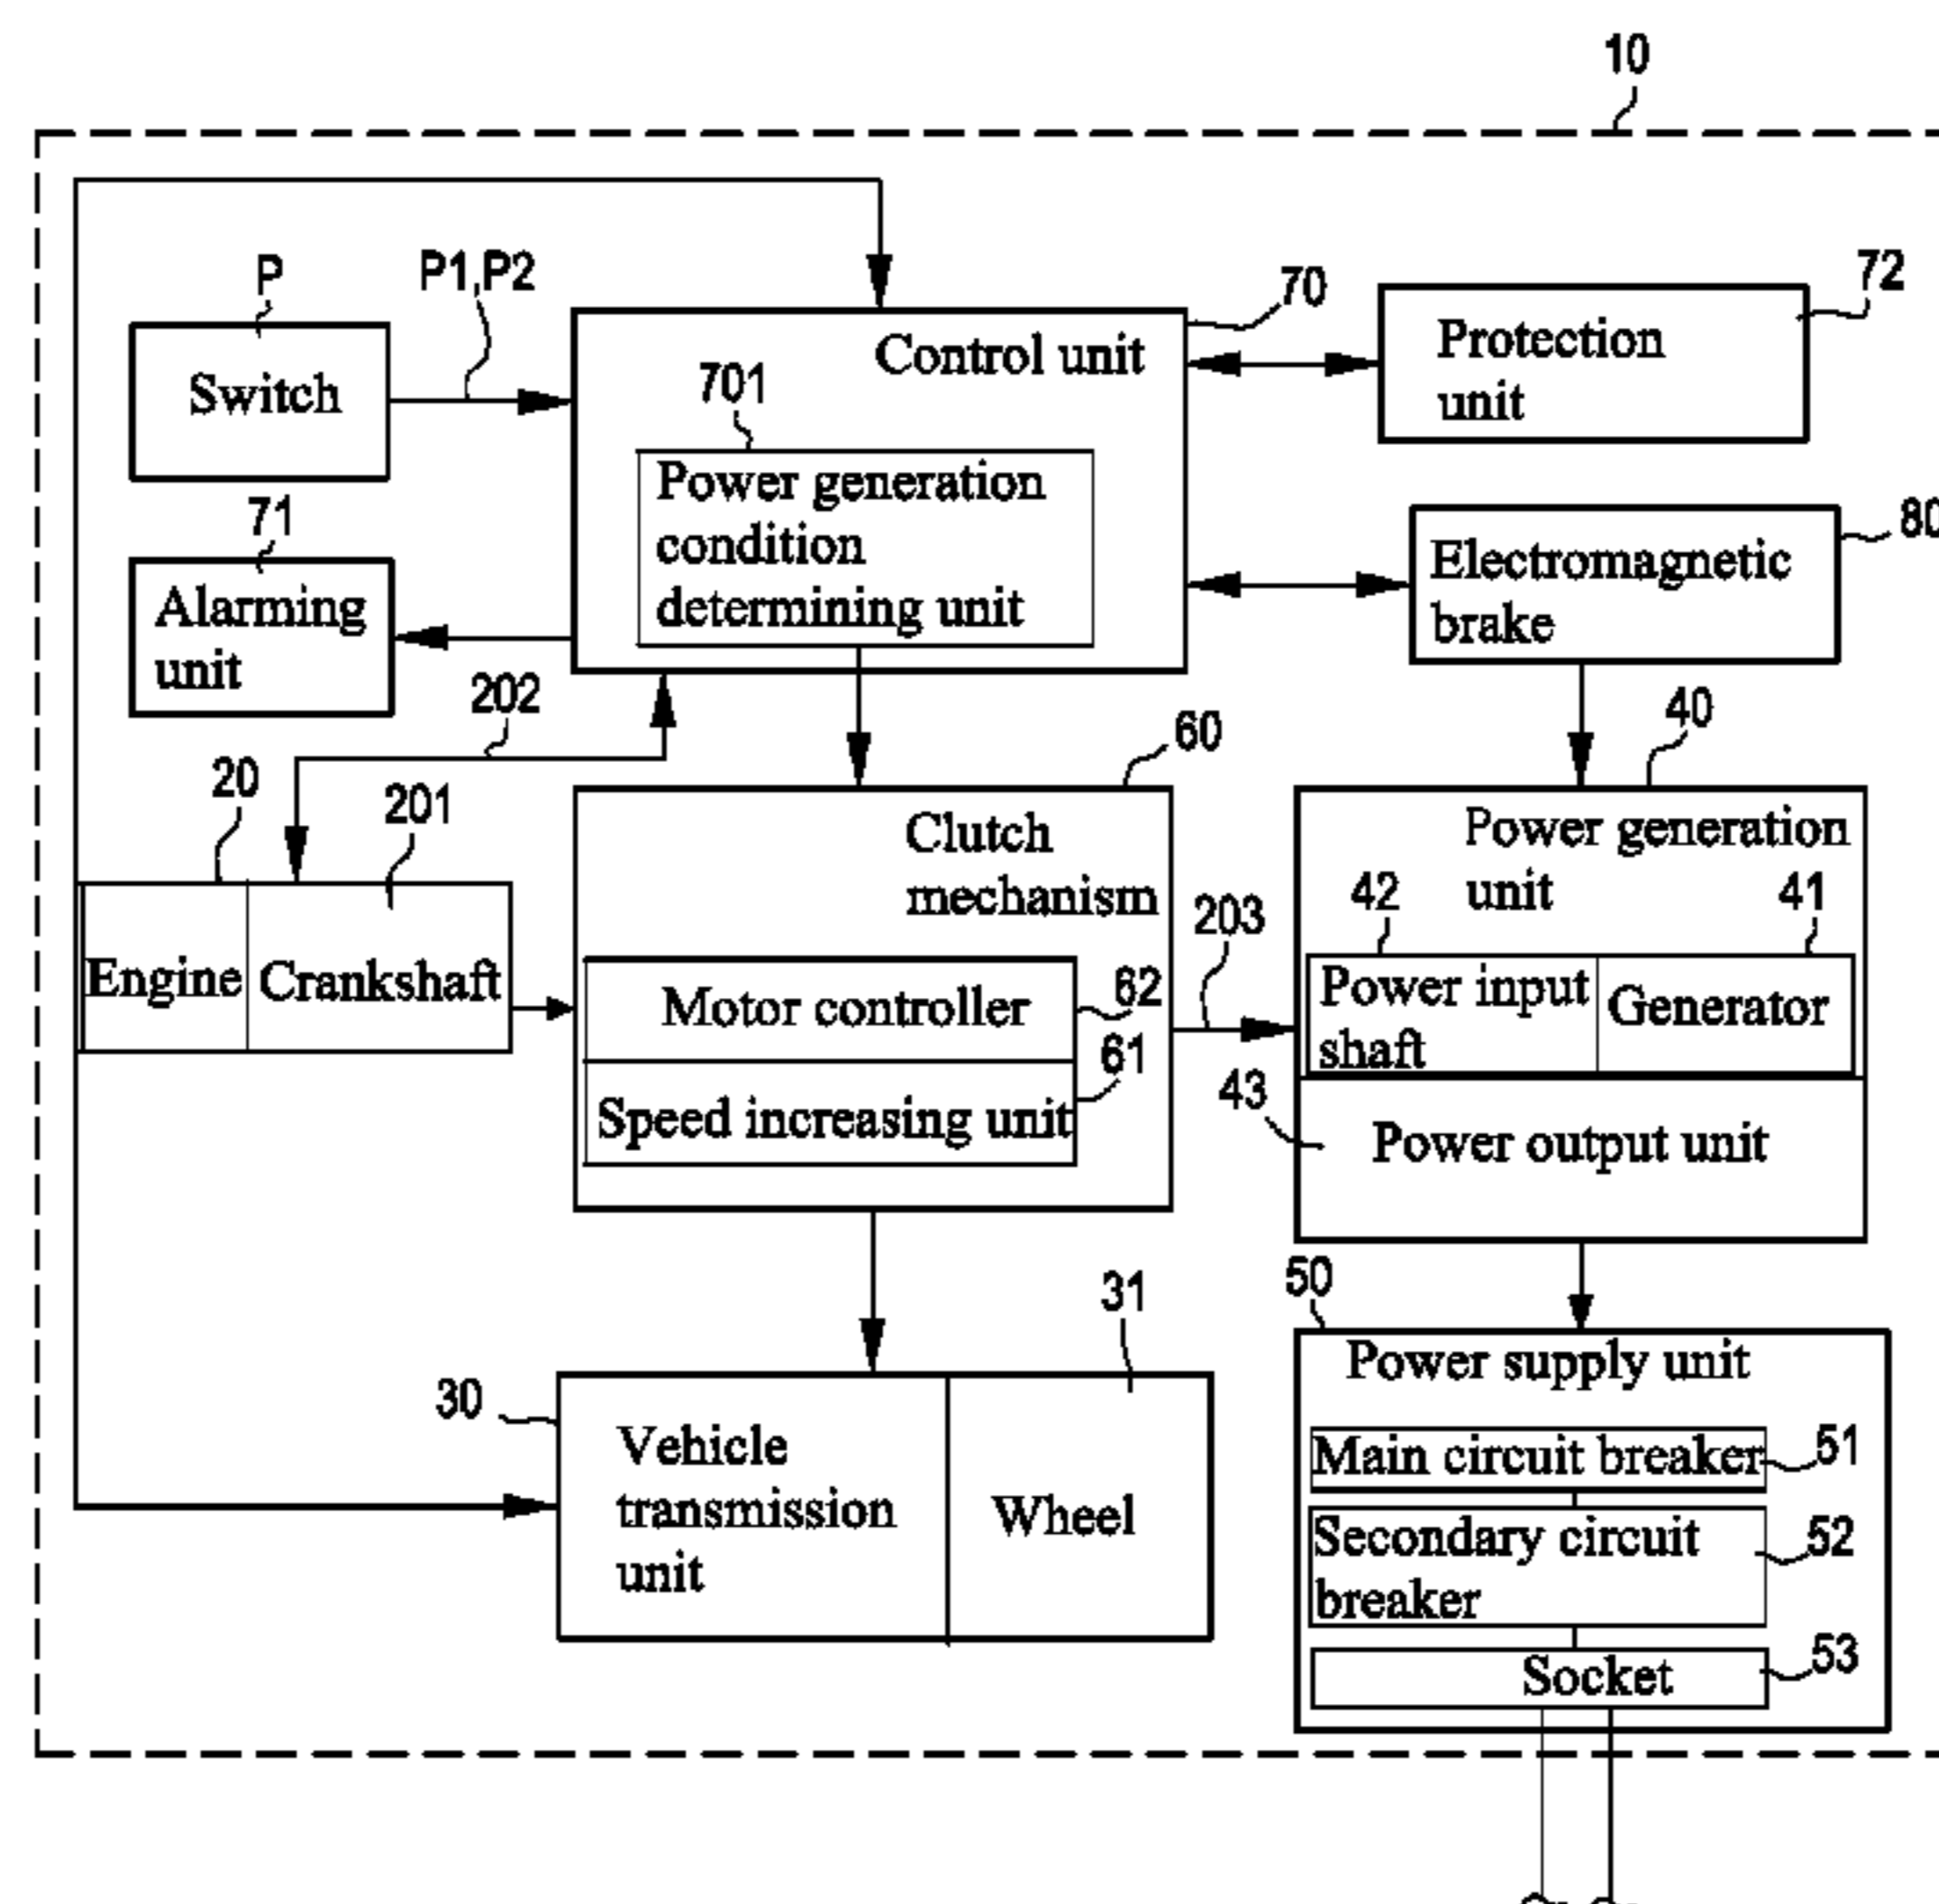 10
P
P1,P2
70
72
Switch
Control unit
Protection
unit
701
Power generation
condition
determining unit
71
Alarming
unit
80
Electromagnetic
brake
202
20
201
60
40
Engine
Crankshaft
Clutch
mechanism
Motor controller
62
61
Speed increasing unit
203
Power generation
unit
42
41
Power input
shaft
Generator
43
Power output unit
30
31
Vehicle
transmission
unit
Wheel
50
Power supply unit
Main circuit breaker
51
Secondary circuit
breaker
52
Socket
53